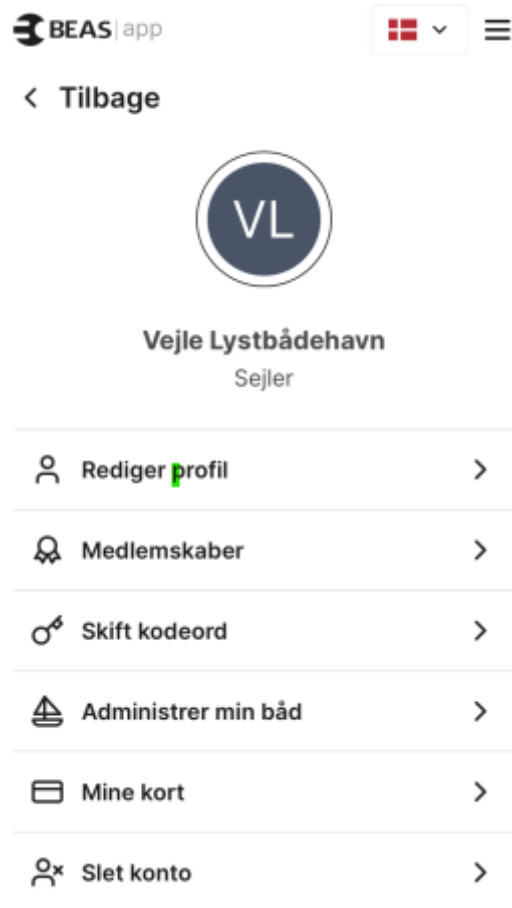 BEAS app
Tilbage
VL
Vejle Lystbådehavn
Sejler
Rediger profil
Medlemskaber
Skift kodeord
Administrer min båd
Mine kort
Slet konto